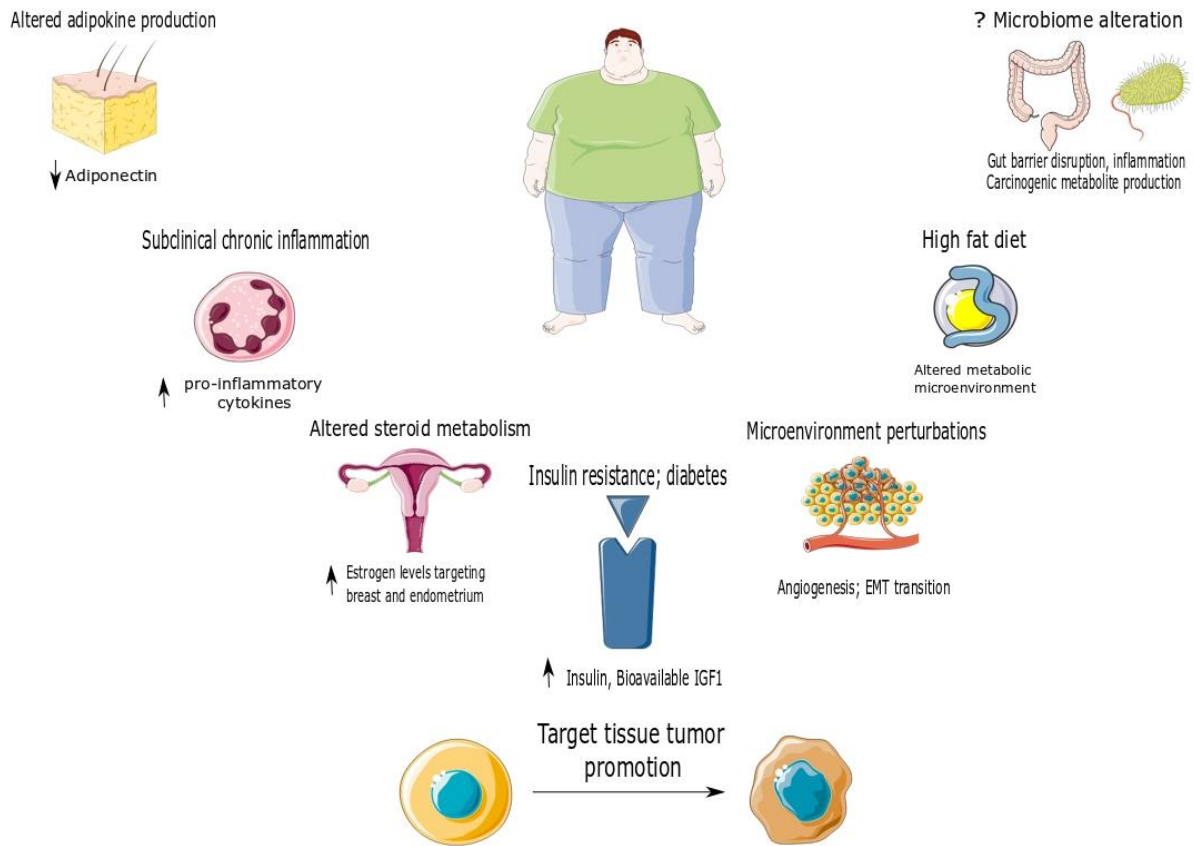 Altered adipokine production
? Microbiome alteration
↓ Adiponectin
Gut barrier disruption, inflammation
Carcinogenic metabolite production
Subclinical chronic inflammation
High fat diet
↑ pro-inflammatory
cytokines
Altered metabolic
microenvironment
Altered steroid metabolism
Microenvironment perturbations
Insulin resistance; diabetes
↑ Estrogen levels targeting
breast and endometrium
Angiogenesis; EMT transition
↑ Insulin, Bioavailable IGF1
Target tissue tumor
promotion